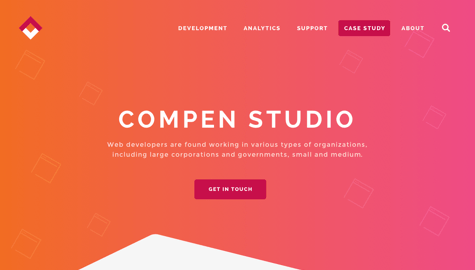 DEVELOPMENT ANALYTICS SUPPORT CASE STUDY ABOUT
COMPEN STUDIO
Web developers are found working in various types of organizations,
including large corporations and governments, small and medium.
GET IN TOUCH